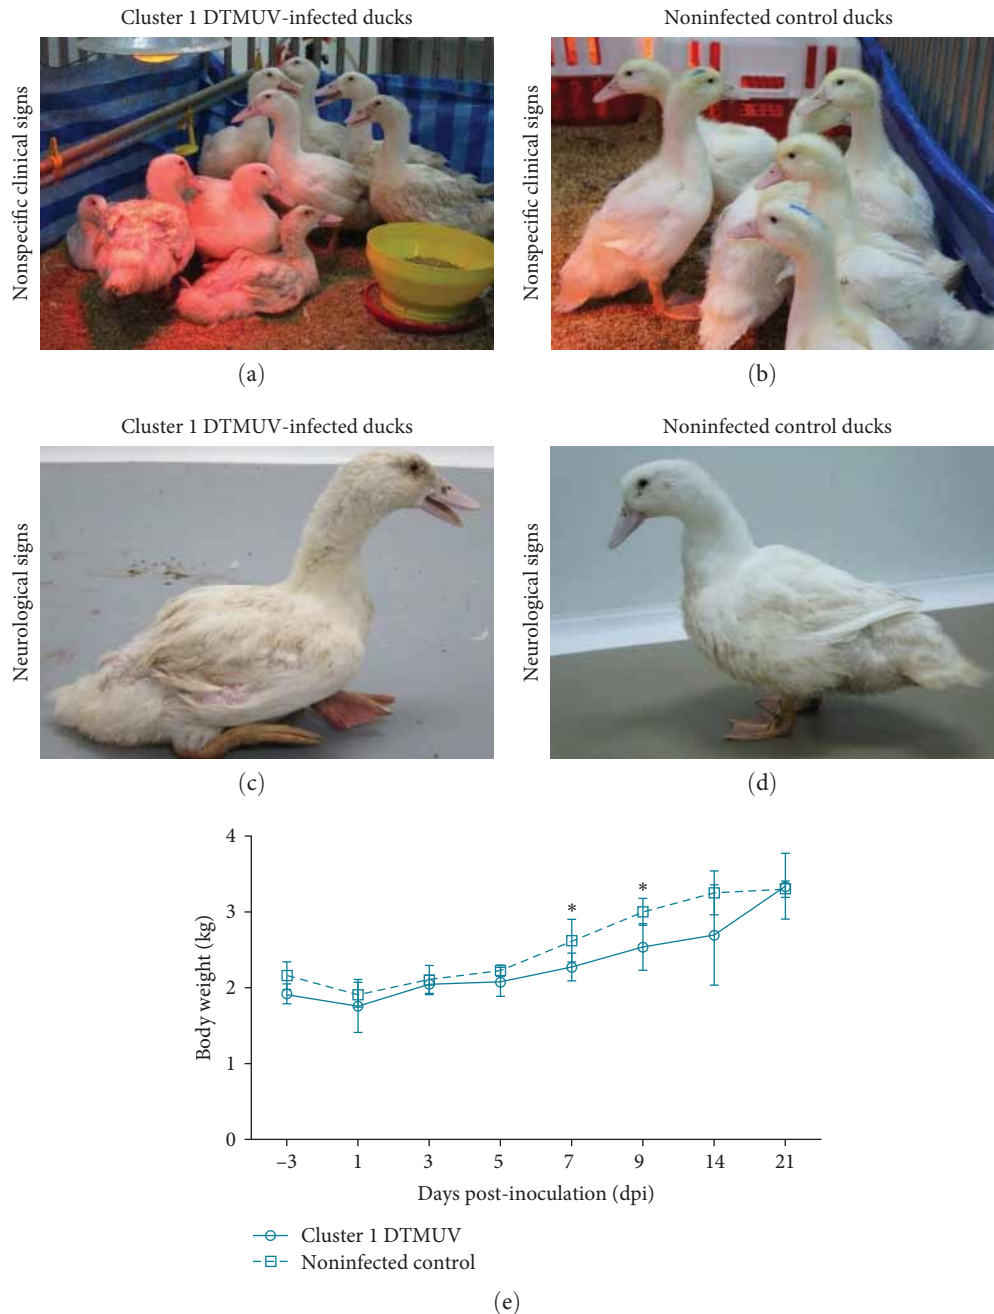 Cluster 1 DTMUV-infected ducks
Noninfected control ducks
Nonspecific clinical signs
Nonspecific clinical signs
(a)
(b)
Cluster 1 DTMUV-infected ducks
Noninfected control ducks
Neurological signs
Neurological signs
(c)
(d)
4
3
2
1
0
Body weight (kg)
*
*
–3 1 3 5 7 9 14 21
Days post-inoculation (dpi)
Cluster 1 DTMUV
Noninfected control
(e)